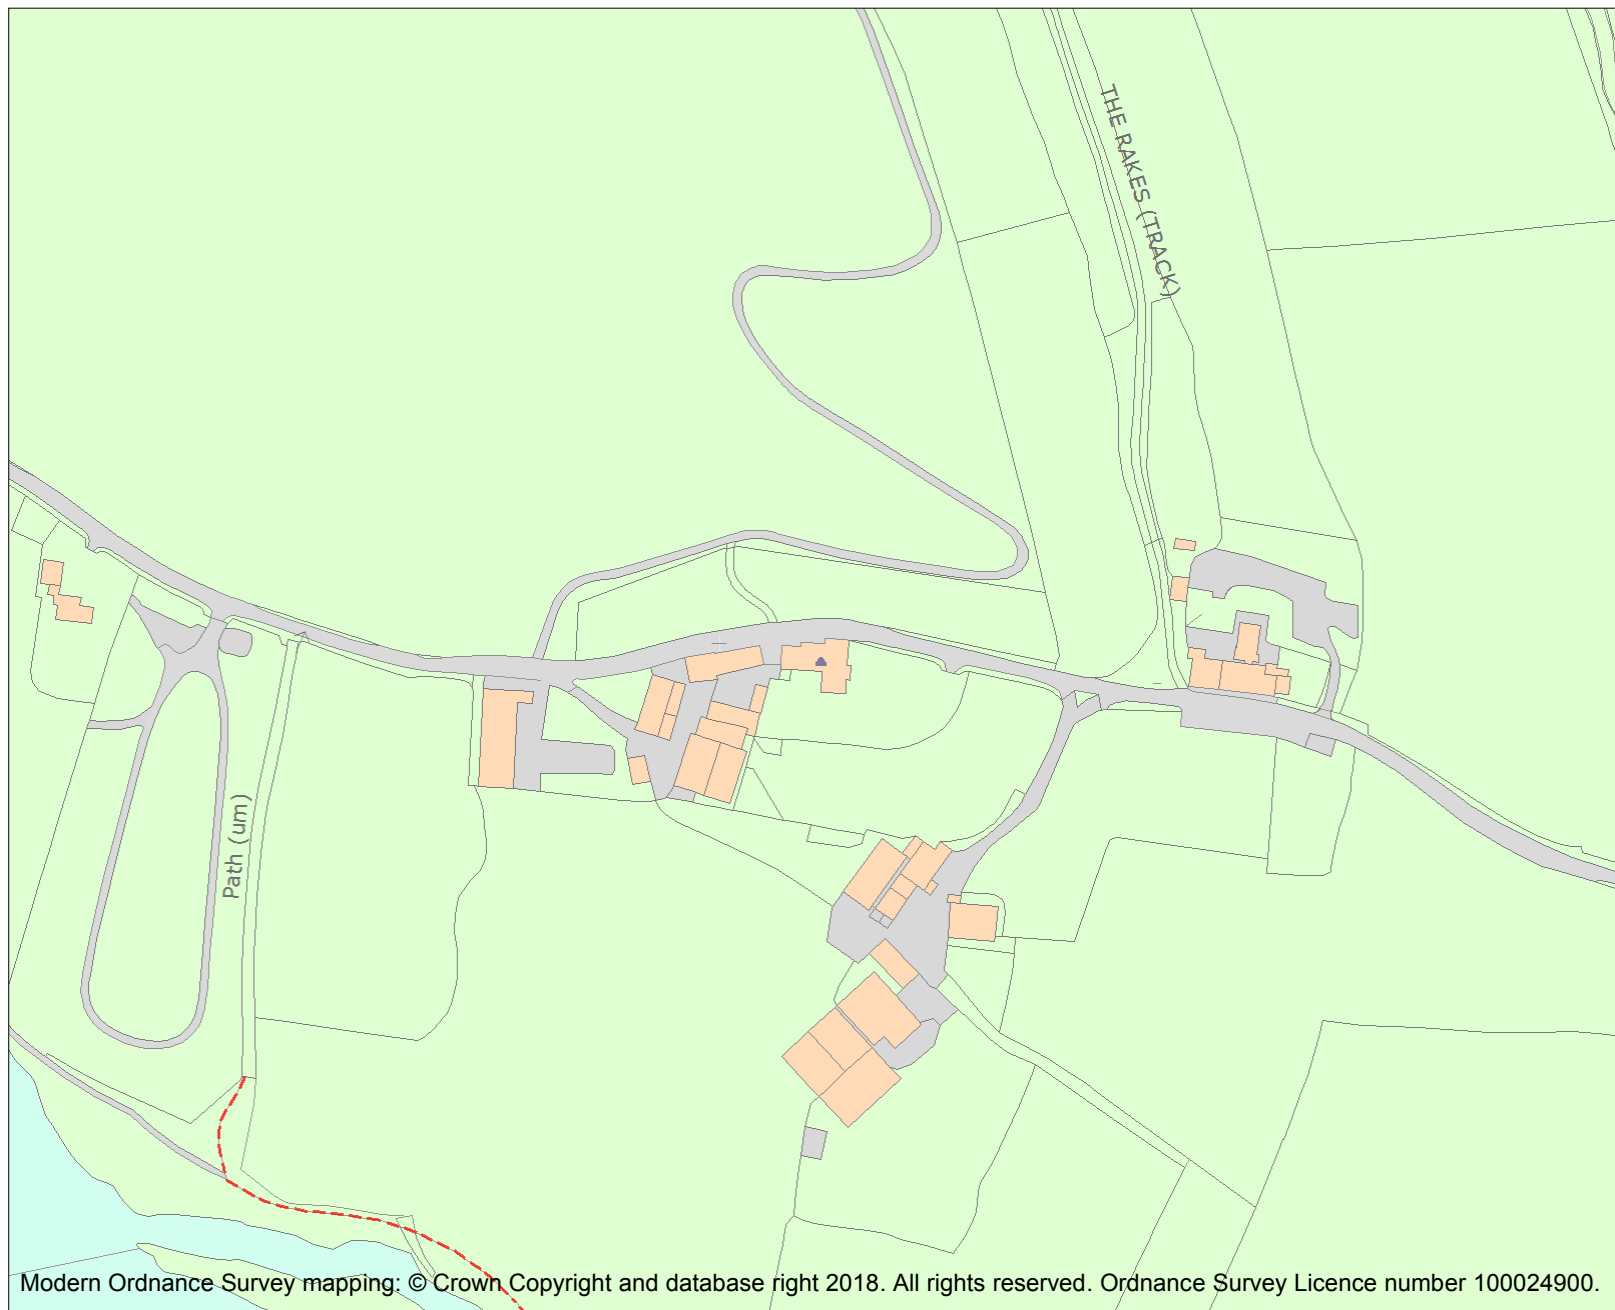 THE RAKES (TRACK)
Path (um)
Modern Ordnance Survey mapping: © Crown Copyright and database right 2018. All rights reserved. Ordnance Survey Licence number 100024900.